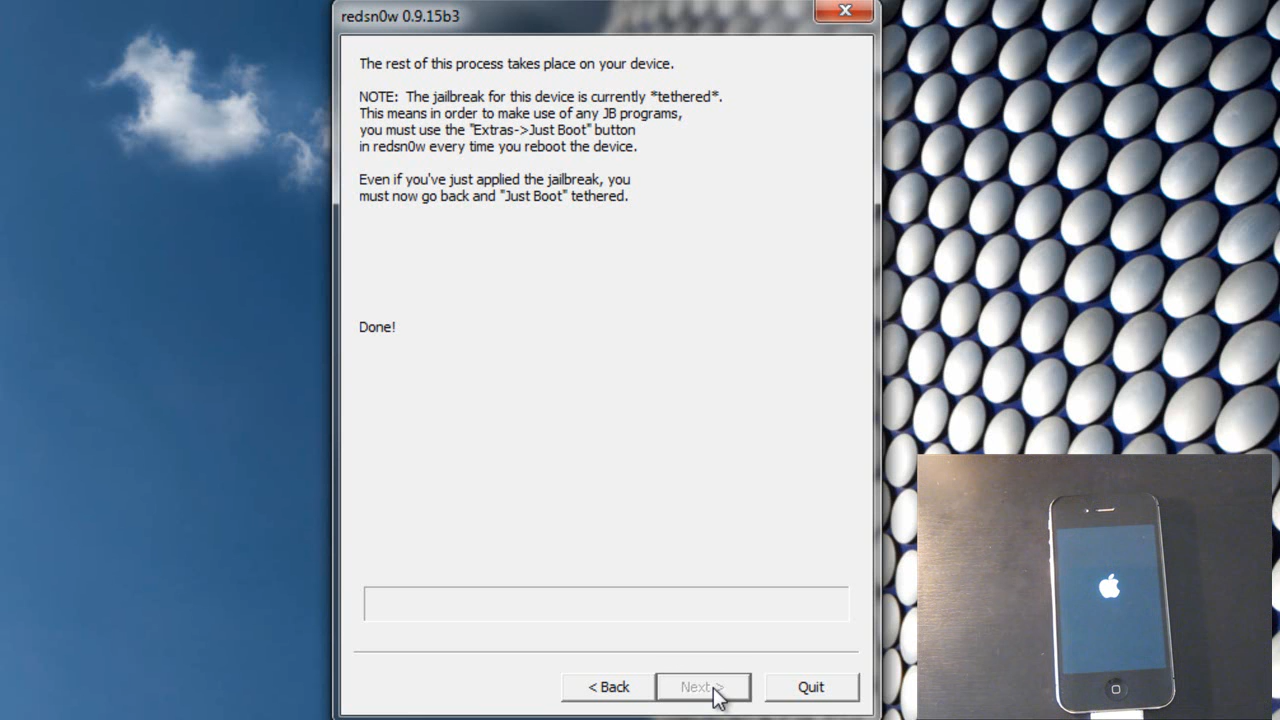 redsn0w 0.9.15b3
The rest of this process takes place on your device.
NOTE:  The jailbreak for this device is currently *tethered*.
This means in order to make use of any JB programs,
you must use the "Extras->Just Boot" button
in redsn0w every time you reboot the device.
Even if you've just applied the jailbreak, you
must now go back and "Just Boot" tethered.
Done!
< Back
Next >
Quit